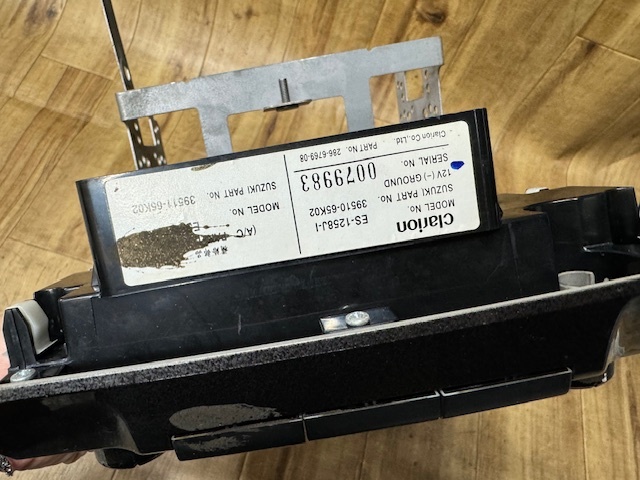 Clarion
MODEL No. ES-1258J-I
SUZUKI PART No. 39510-65K02
12V (−) GROUND
SERIAL No. 0079983
Clarion Co.,Ltd. PART No. 286-6769-08
(A/C
MODEL No.
SUZUKI PART No. 39511-65K02